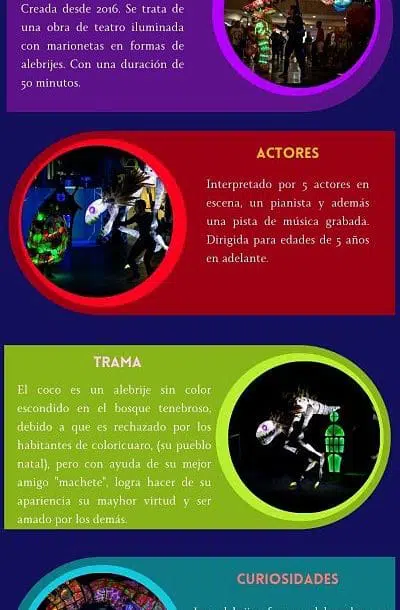 Creada desde 2016. Se trata de
una obra de teatro iluminada
con marionetas en formas de
alebrijes. Con una duración de
50 minutos.
ACTORES
Interpretado por 5 actores en
escena, un pianista y además
una pista de música grabada.
Dirigida para edades de 5 años
en adelante.
TRAMA
El coco es un alebrije sin color
escondido en el bosque tenebroso,
debido a que es rechazado por los
habitantes de coloricuaro, (su pueblo
natal), pero con ayuda de su mejor
amigo "machete", logra hacer de su
apariencia su mayhor virtud y ser
amado por los demás.
CURIOSIDADES